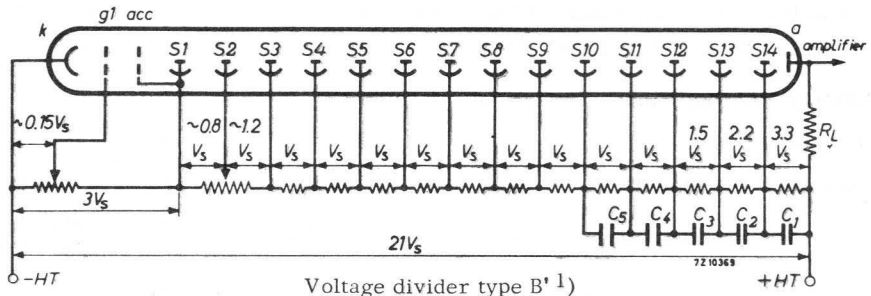 g1 acc
k S1 S2 S3 S4 S5 S6 S7 S8 S9 S10 S11 S12 S13 S14 a amplifier
~0.15Vs ~0.8 ~1.2 1.5 2.2 3.3 RL
Vs Vs Vs Vs Vs Vs Vs Vs Vs Vs Vs Vs Vs Vs
3Vs C5 C4 C3 C2 C1
21Vs 7Z10369
-HT Voltage divider type B' 1) +HT